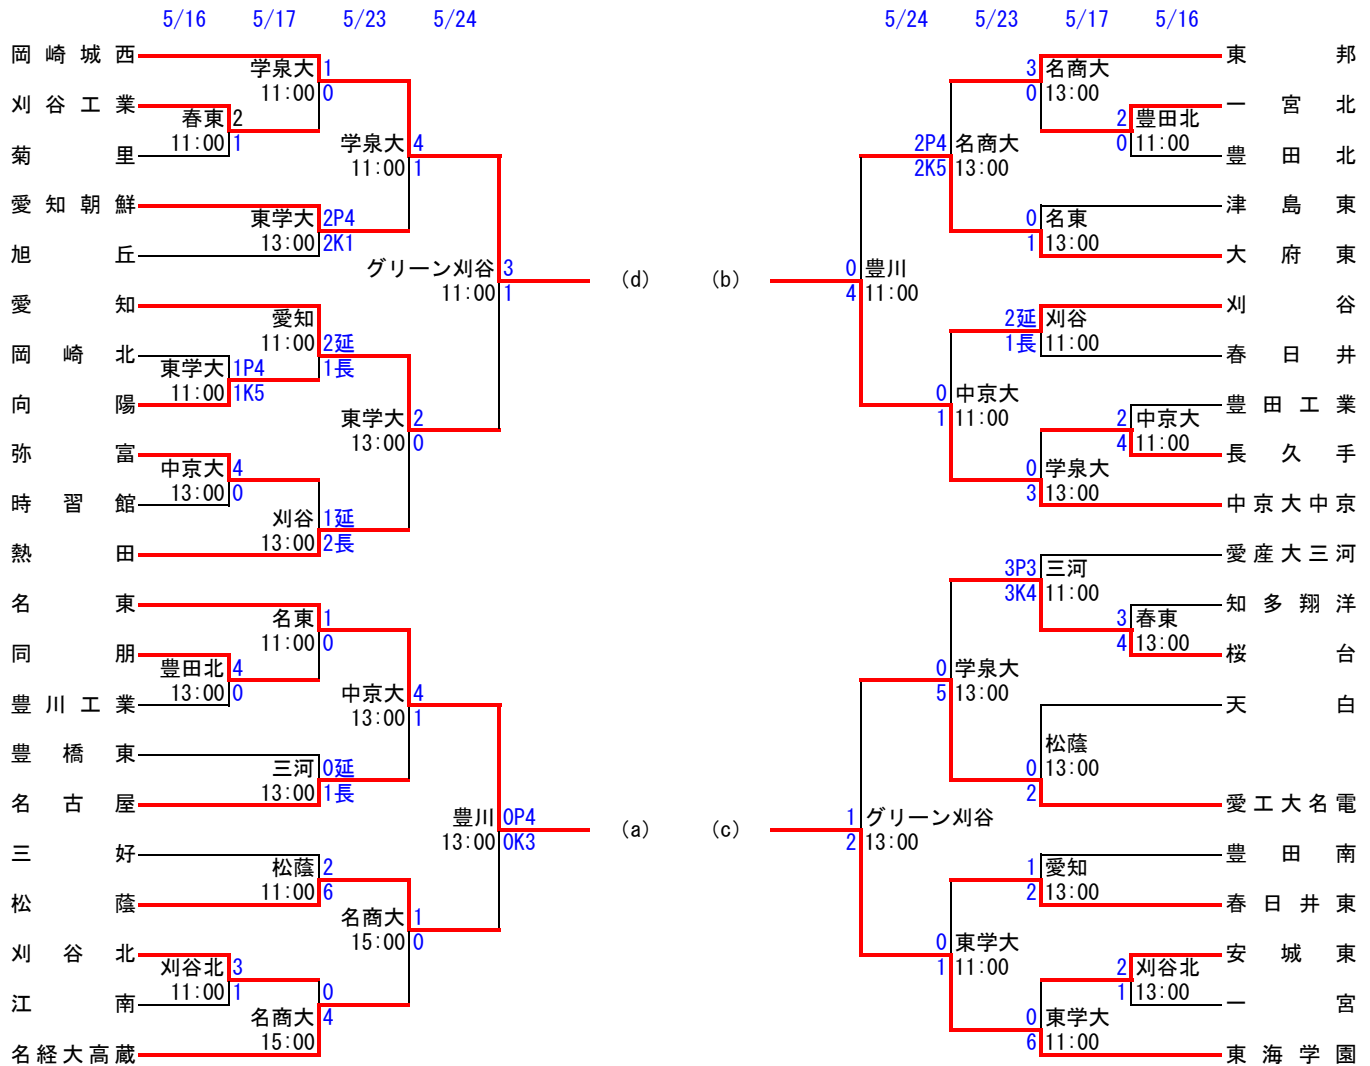 5/16 5/17 5/23 5/24 5/24 5/23 5/17 5/16
岡崎城西 学泉大 1 3 名商大 東邦
11:00 0 0 13:00
刈谷工業 春東 2 2 豊田北 一宮北
11:00 1 学泉大 4 2P4 名商大 0 11:00
菊里 11:00 1 2K5 13:00 豊田北
愛知朝鮮 東学大 2P4 0 名東 津島東
13:00 2K1 1 13:00
旭丘 グリーン刈谷 3 (d) (b) 0 豊川 大府東
11:00 1 4 11:00
愛知 愛知 2延 2延 刈谷 刈谷
11:00 1長 1長 11:00
岡崎北 東学大 1P4 春日井
11:00 1K5 0 中京大
向陽 東学大 2 1 11:00 2 中京大 豊田工業
13:00 0 4 11:00
弥富 中京大 4 0 学泉大 長久手
13:00 0 3 13:00
時習館 刈谷 1延 中京大中京
13:00 2長
熱田 3P3 三河 愛産大三河
3K4 11:00
名東 名東 1 3 春東 知多翔洋
11:00 0 4 13:00
同朋 豊田北 4 0 学泉大 桜台
13:00 0 中京大 4 5 13:00
豊川工業 13:00 1 天白
豊橋東 三河 0延 0 松蔭
13:00 1長 2 13:00
名古屋 豊川 0P4 (a) (c) 1 グリーン刈谷 愛工大名電
13:00 0K3 2 13:00
三好 松蔭 2 1 愛知 豊田南
11:00 6 2 13:00
松蔭 名商大 1 0 東学大 春日井東
15:00 0 1 11:00
刈谷北 刈谷北 3 2 刈谷北 安城東
11:00 1 1 13:00
江南 名商大 0 0 東学大 一宮
15:00 4 6 11:00
名経大高蔵 東海学園